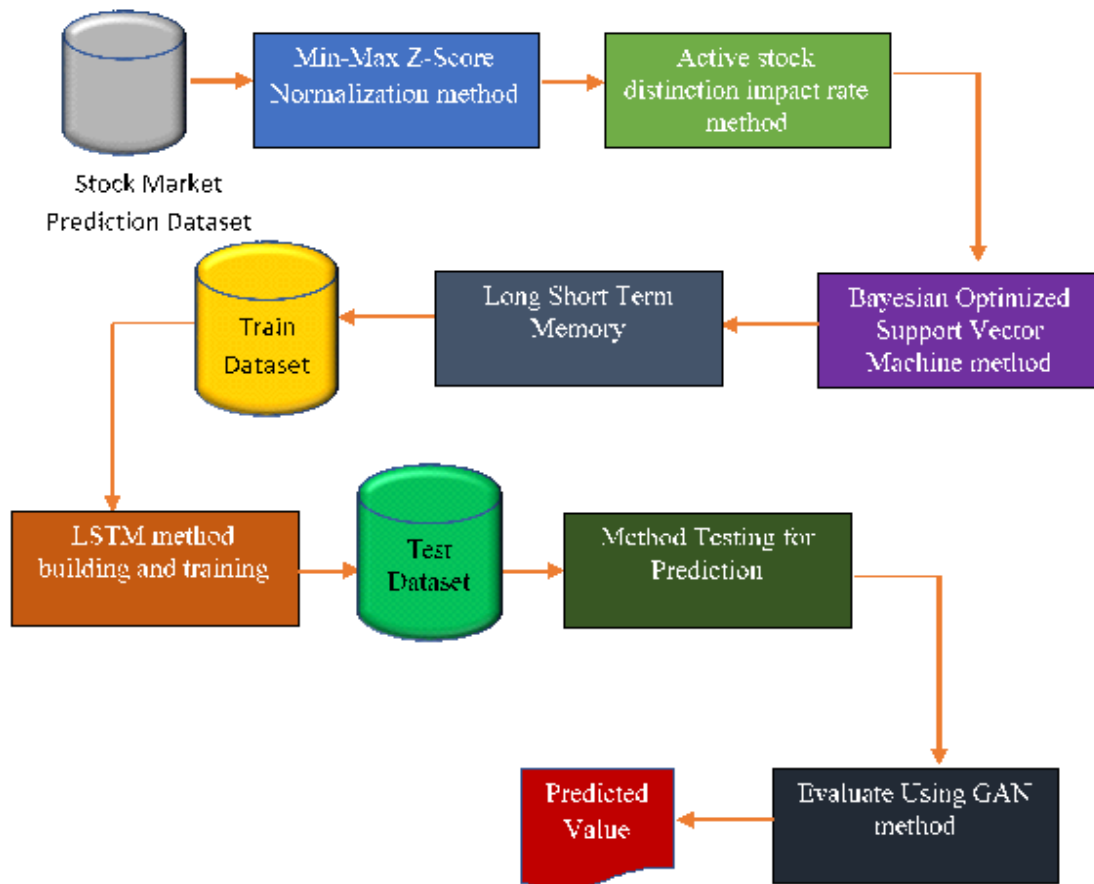 Min-Max Z-Score
Normalization method
Active stock
distinction impact rate
method
Stock Market
Prediction Dataset
Bayesian Optimized
Support Vector
Machine method
Long Short Term
Memory
Train
Dataset
LSTM method
building and training
Test
Dataset
Method Testing for
Prediction
Evaluate Using GAN
method
Predicted
Value